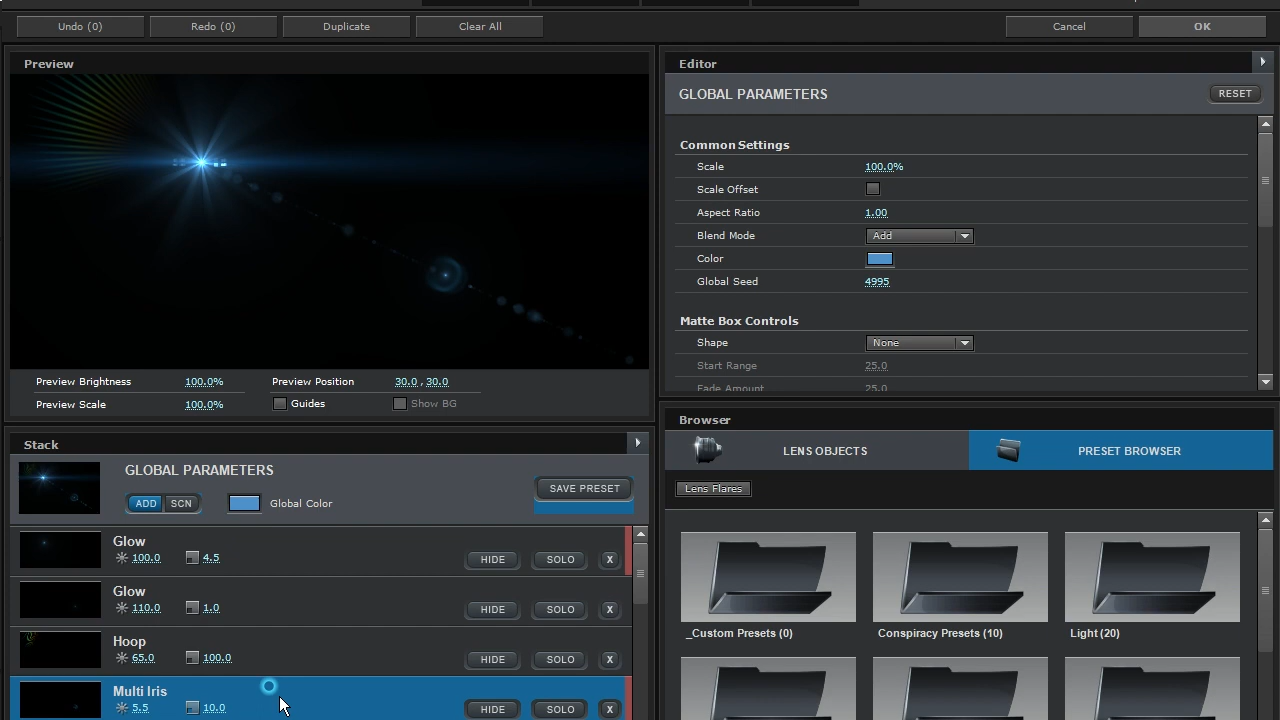 Undo (0) Redo (0) Duplicate Clear All Cancel OK
Preview
Preview Brightness 100.0% Preview Position 30.0 , 30.0
Preview Scale 100.0% Guides Show BG
Stack
GLOBAL PARAMETERS
ADD SCN Global Color SAVE PRESET
Glow
100.0 4.5 HIDE SOLO X
Glow
110.0 1.0 HIDE SOLO X
Hoop
65.0 100.0 HIDE SOLO X
Multi Iris
5.5 10.0 HIDE SOLO X
Editor
GLOBAL PARAMETERS RESET
Common Settings
Scale 100.0%
Scale Offset
Aspect Ratio 1.00
Blend Mode Add
Color
Global Seed 4995
Matte Box Controls
Shape None
Start Range 25.0
Fade Amount 25.0
Browser
LENS OBJECTS PRESET BROWSER
Lens Flares
_Custom Presets (0) Conspiracy Presets (10) Light (20)